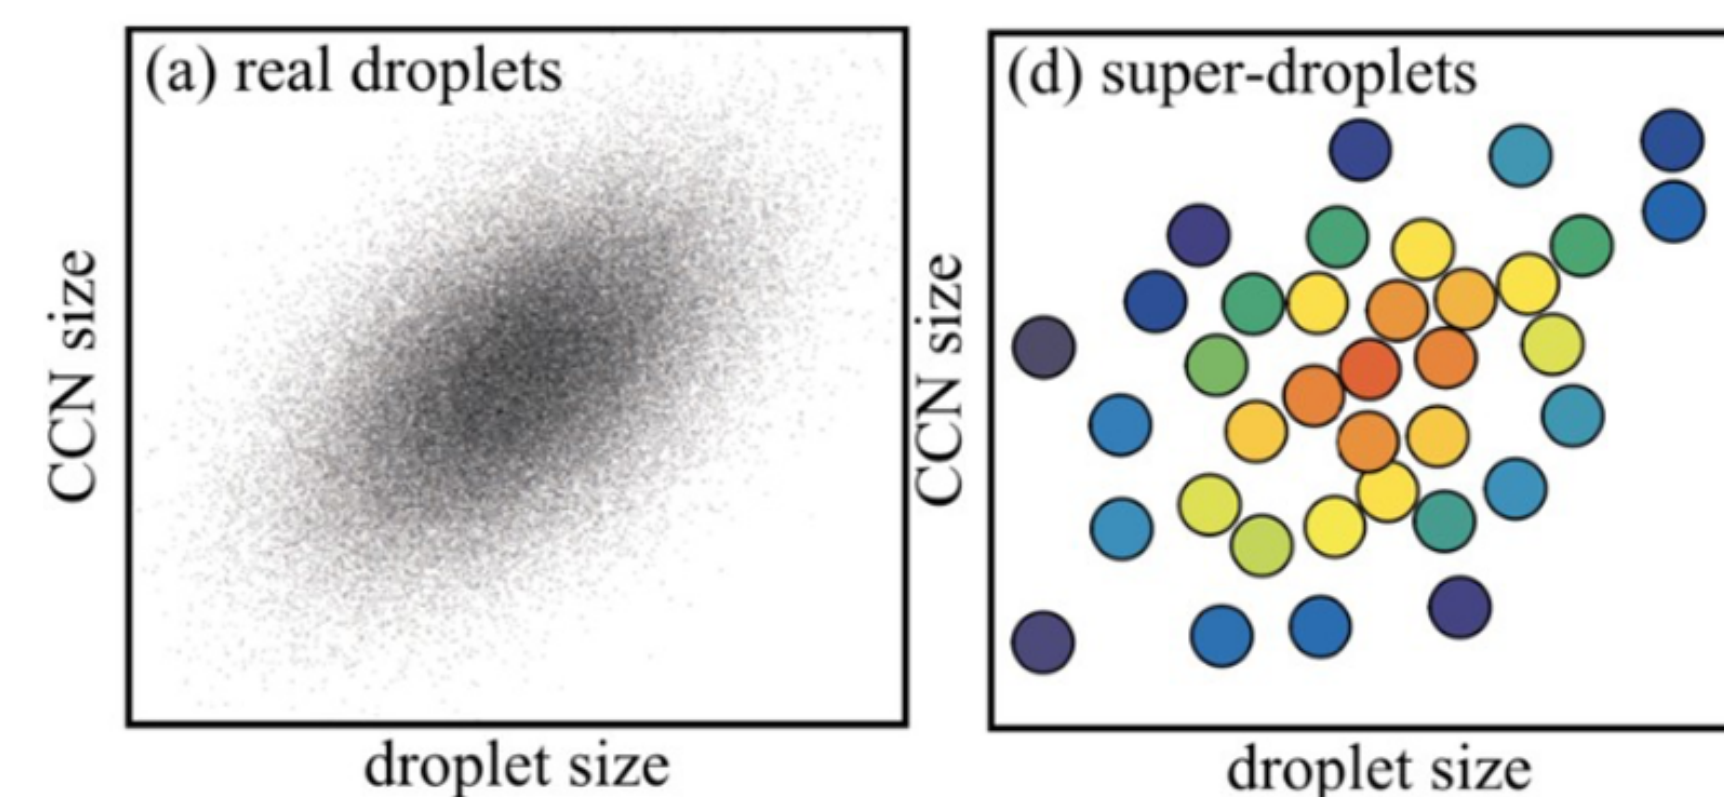 (a) real droplets
CCN size
droplet size
(d) super-droplets
CCN size
droplet size